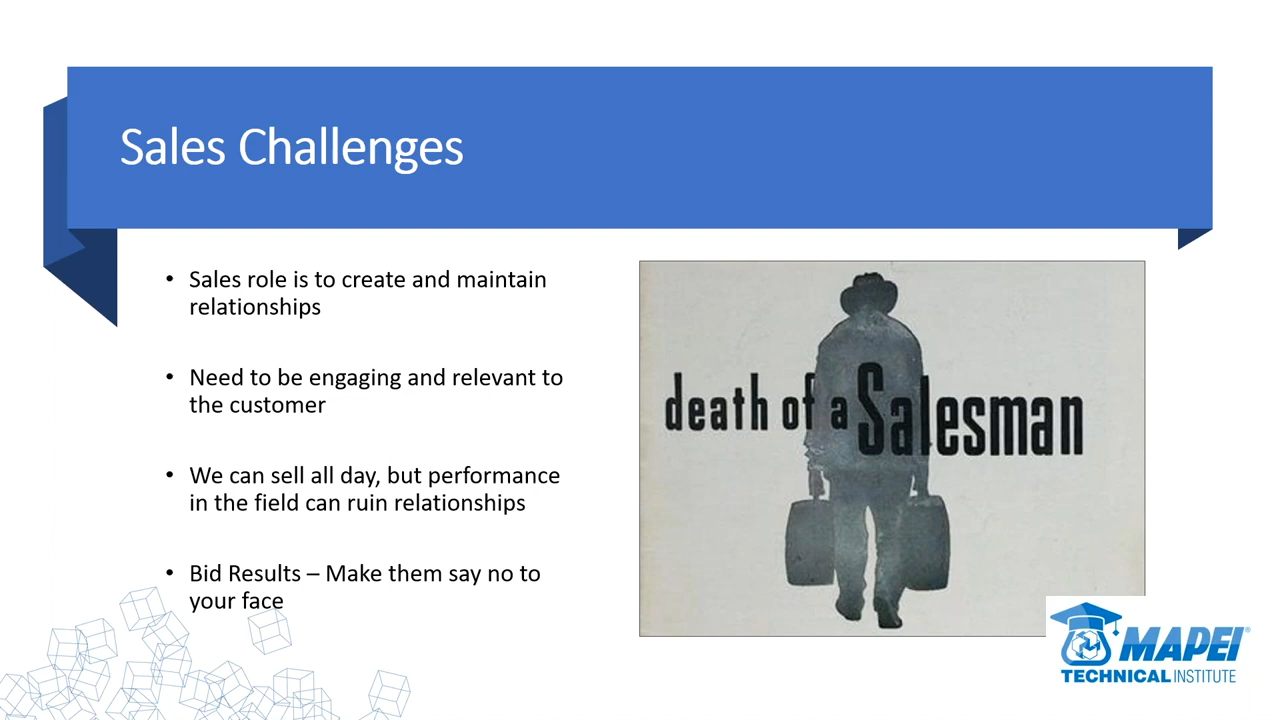 Sales Challenges
• Sales role is to create and maintain
relationships
• Need to be engaging and relevant to
the customer
• We can sell all day, but performance
in the field can ruin relationships
• Bid Results – Make them say no to
your face
death of a Salesman
MAPEI®
TECHNICAL INSTITUTE